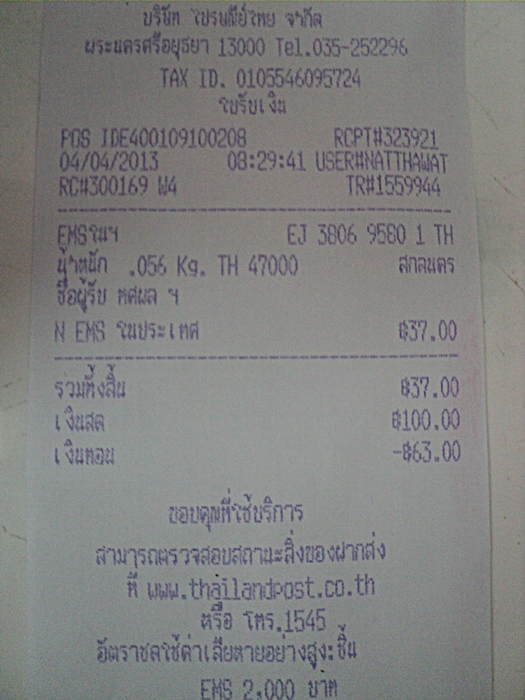 บริษัท ไปรษณีย์ไทย จำกัด
พระนครศรีอยุธยา 13000 Tel.035-252296
TAX ID. 0105546095724
ใบรับเงิน
POS IDE400109100208 RCPT#323921
04/04/2013 08:29:41 USER#NATTHAWAT
RC#300169 W4 TR#1559944
EMSในฯ EJ 3806 9580 1 TH
น้ำหนัก .056 Kg. TH 47000 สกลนคร
ชื่อผู้รับ ทศพล ฯ
N EMS ในประเทศ ฿37.00
รวมทั้งสิ้น ฿37.00
เงินสด ฿100.00
เงินทอน -฿63.00
ขอบคุณที่ใช้บริการ
สามารถตรวจสอบสถานะสิ่งของฝากส่ง
ที่ www.thailandpost.co.th
หรือ โทร.1545
อัตราชดใช้ค่าเสียหายอย่างสูง:ชิ้น
EMS 2,000 บาท